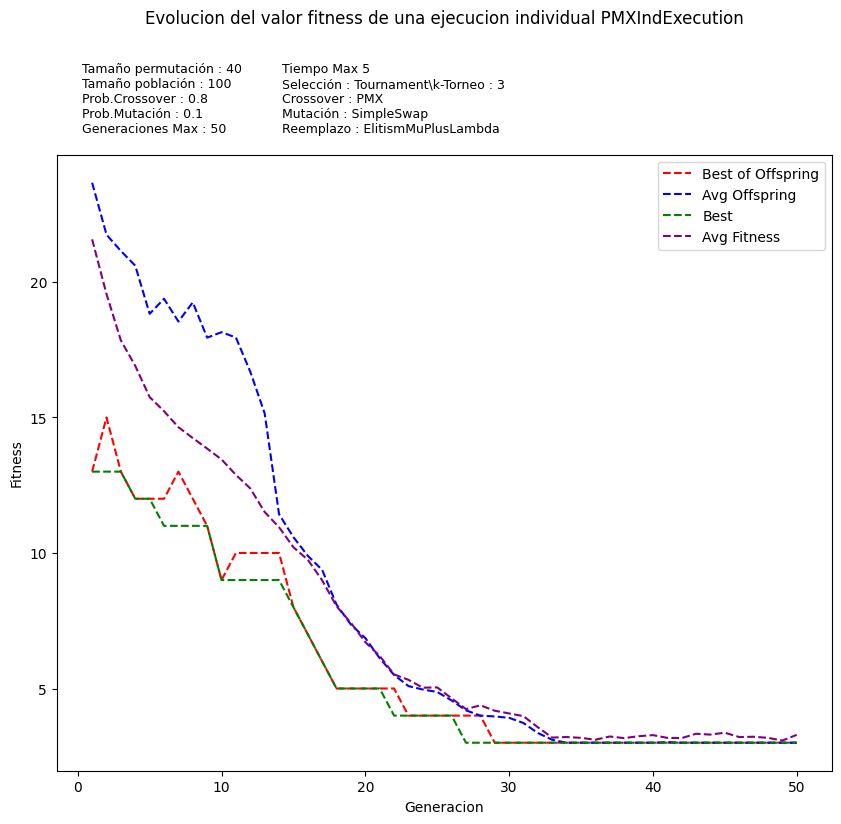 Evolucion del valor fitness de una ejecucion individual PMXIndExecution
Tamaño permutación : 40
Tamaño población : 100
Prob.Crossover : 0.8
Prob.Mutación : 0.1
Generaciones Max : 50
Tiempo Max 5
Selección : Tournament\k-Torneo : 3
Crossover : PMX
Mutación : SimpleSwap
Reemplazo : ElitismMuPlusLambda
Best of Offspring
Avg Offspring
Best
Avg Fitness
Fitness
20
15
10
5
0
10
20
30
40
50
Generacion